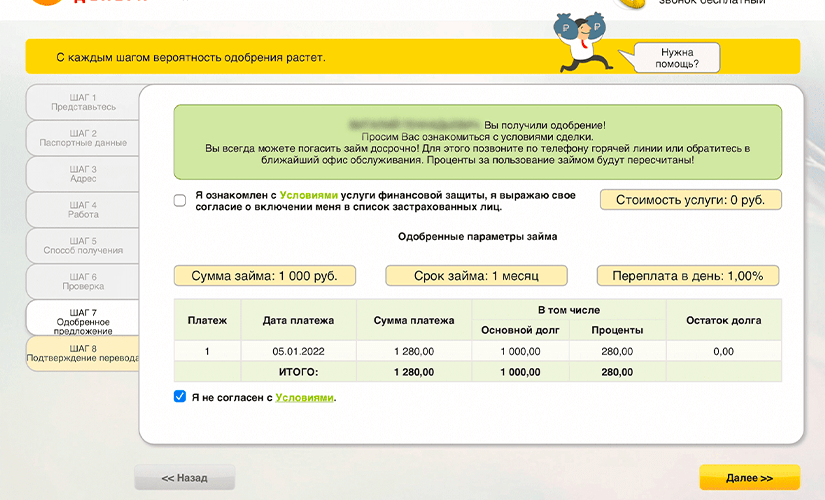 звонок бесплатный
С каждым шагом вероятность одобрения растет.
₽ ₽
Нужна
помощь?
ШАГ 1
Представьтесь
ШАГ 2
Паспортные данные
ШАГ 3
Адрес
ШАГ 4
Работа
ШАГ 5
Способ получения
ШАГ 6
Проверка
ШАГ 7
Одобренное
предложение
ШАГ 8
Подтверждение перевода
Вы получили одобрение!
Просим Вас ознакомиться с условиями сделки.
Вы всегда можете погасить займ досрочно! Для этого позвоните по телефону горячей линии или обратитесь в
ближайший офис обслуживания. Проценты за пользование займом будут пересчитаны!
Я ознакомлен с Условиями услуги финансовой защиты, я выражаю свое
согласие о включении меня в список застрахованных лиц.
Стоимость услуги: 0 руб.
Одобренные параметры займа
Сумма займа: 1 000 руб.
Срок займа: 1 месяц
Переплата в день: 1,00%
Платеж Дата платежа Сумма платежа В том числе Остаток долга
Основной долг Проценты
1 05.01.2022 1 280,00 1 000,00 280,00 0,00
ИТОГО: 1 280,00 1 000,00 280,00
Я не согласен с Условиями.
<< Назад
Далее >>